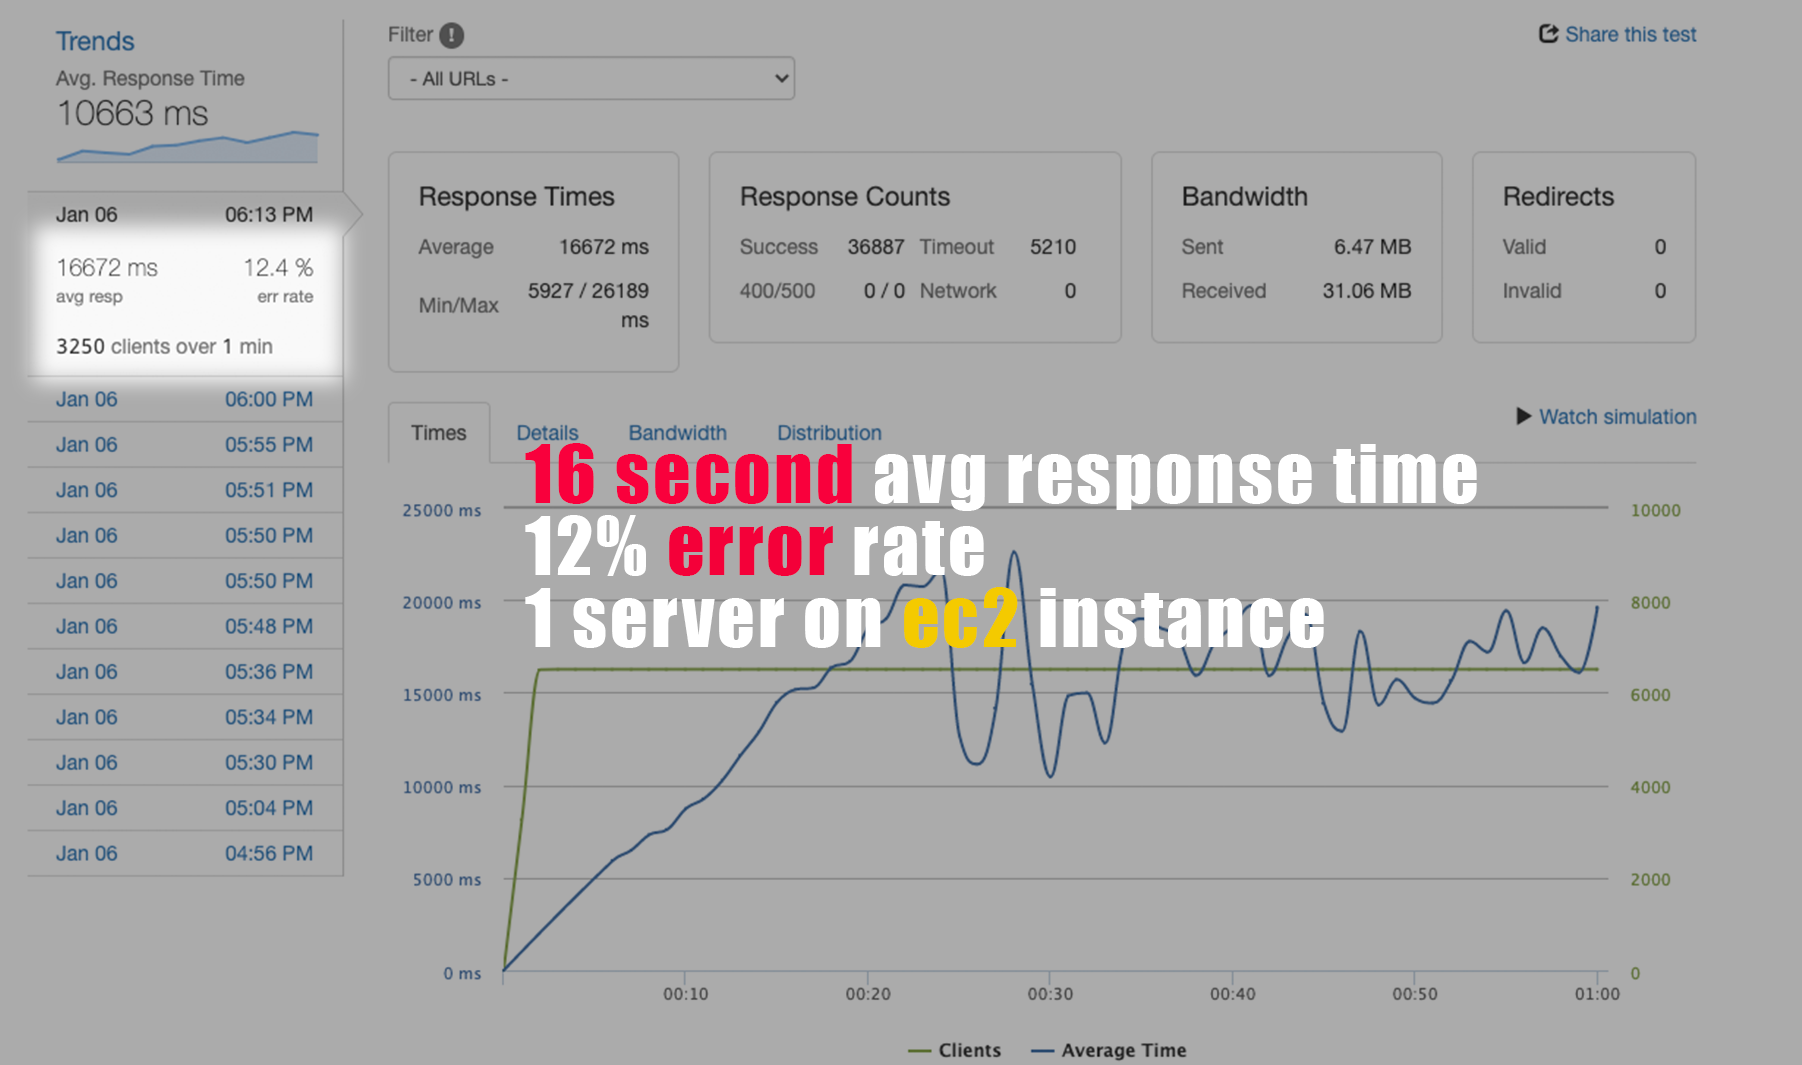 Trends
Avg. Response Time
10663 ms
Jan 06 06:13 PM
16672 ms 12.4 %
avg resp err rate
3250 clients over 1 min
Jan 06 06:00 PM
Jan 06 05:55 PM
Jan 06 05:51 PM
Jan 06 05:50 PM
Jan 06 05:50 PM
Jan 06 05:48 PM
Jan 06 05:36 PM
Jan 06 05:34 PM
Jan 06 05:30 PM
Jan 06 05:04 PM
Jan 06 04:56 PM
Filter !
- All URLs -
Share this test
Response Times
Average 16672 ms
Min/Max 5927 / 26189
ms
Response Counts
Success 36887 Timeout 5210
400/500 0 / 0 Network 0
Bandwidth
Sent 6.47 MB
Received 31.06 MB
Redirects
Valid 0
Invalid 0
Times Details Bandwidth Distribution
Watch simulation
16 second avg response time
12% error rate
1 server on ec2 instance
25000 ms 10000
20000 ms 8000
15000 ms 6000
10000 ms 4000
5000 ms 2000
0 ms 0
00:10 00:20 00:30 00:40 00:50 01:00
Clients Average Time